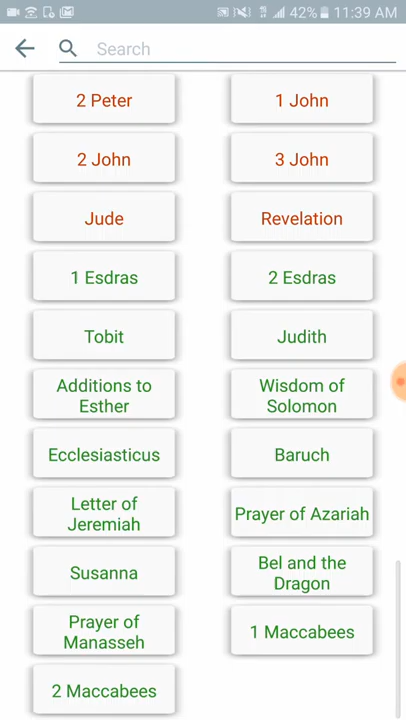 42% 11:39 AM
Search
2 Peter
1 John
2 John
3 John
Jude
Revelation
1 Esdras
2 Esdras
Tobit
Judith
Additions to
Esther
Wisdom of
Solomon
Ecclesiasticus
Baruch
Letter of
Jeremiah
Prayer of Azariah
Susanna
Bel and the
Dragon
Prayer of
Manasseh
1 Maccabees
2 Maccabees